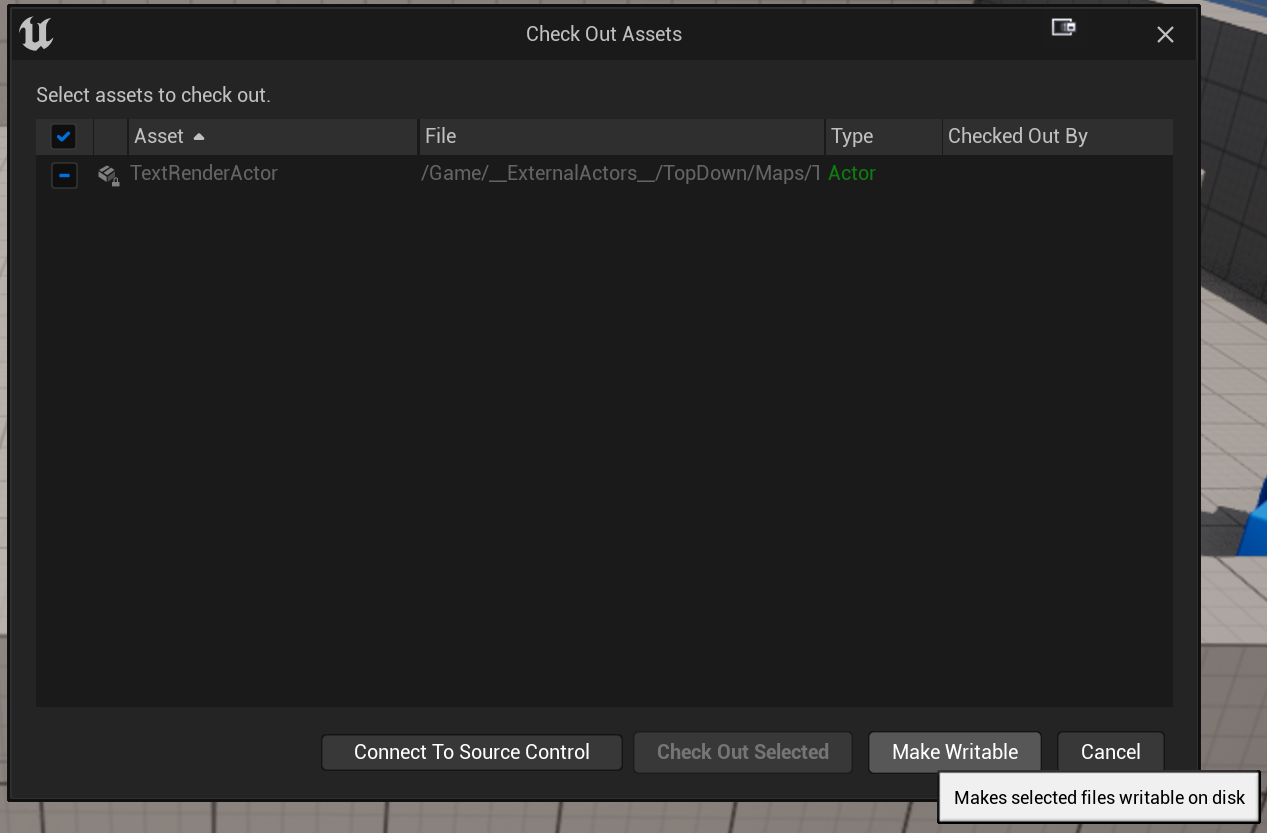 Check Out Assets
Select assets to check out.
Asset File Type Checked Out By
TextRenderActor /Game/__ExternalActors__/TopDown/Maps/ Actor
Connect To Source Control Check Out Selected Make Writable Cancel
Makes selected files writable on disk